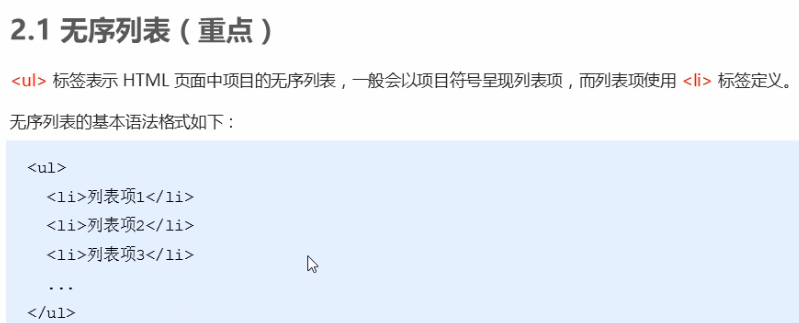 2.1 无序列表（重点）
<ul> 标签表示 HTML 页面中项目的无序列表，一般会以项目符号呈现列表项，而列表项使用 <li> 标签定义。
无序列表的基本语法格式如下：
<ul>
<li>列表项1</li>
<li>列表项2</li>
<li>列表项3</li>
...
</ul>